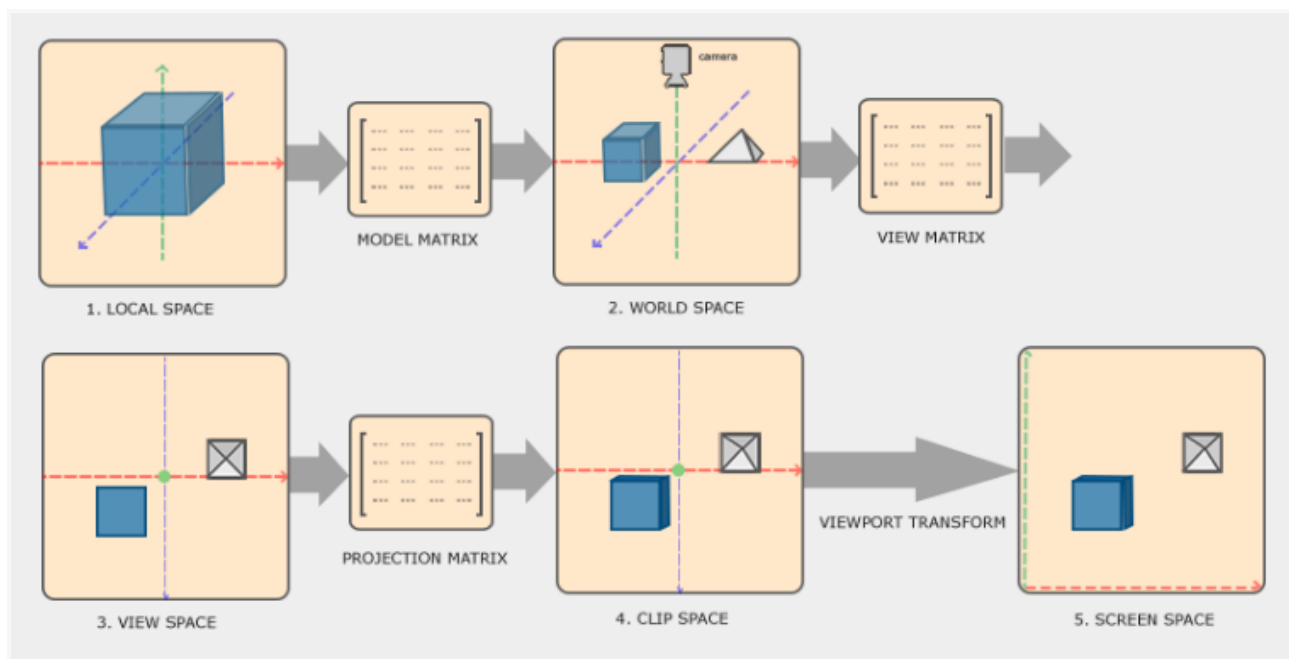 camera
MODEL MATRIX
VIEW MATRIX
1. LOCAL SPACE
2. WORLD SPACE
PROJECTION MATRIX
VIEWPORT TRANSFORM
3. VIEW SPACE
4. CLIP SPACE
5. SCREEN SPACE